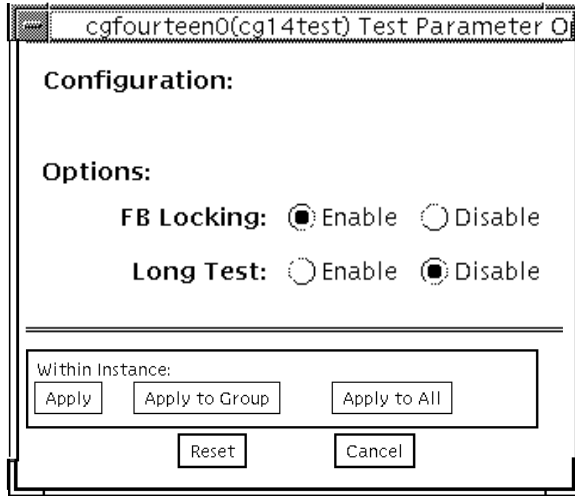 cgfourteen0(cg14test) Test Parameter
Configuration:
Options:
FB Locking: Enable Disable
Long Test: Enable Disable
Within Instance:
Apply Apply to Group Apply to All
Reset Cancel